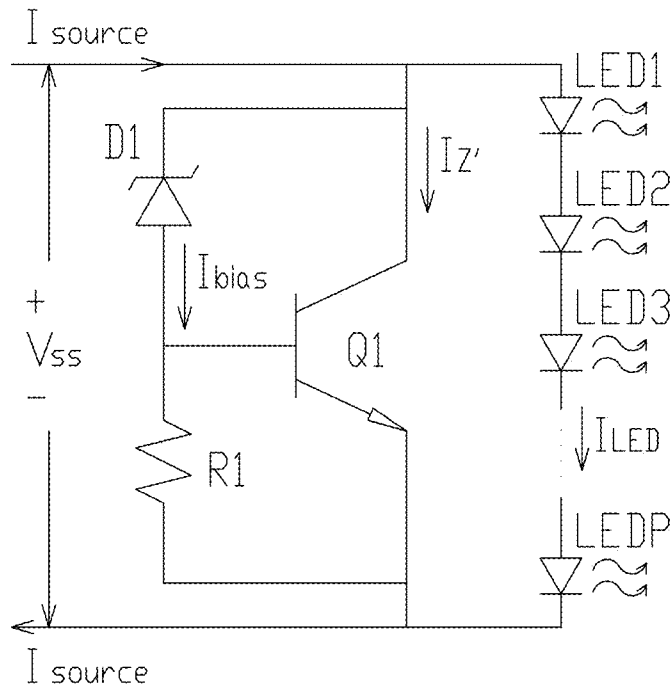 I source
LED1
D1
IZ'
LED2
Ibias
LED3
+
Vss
-
Q1
ILED
R1
LEDP
I source